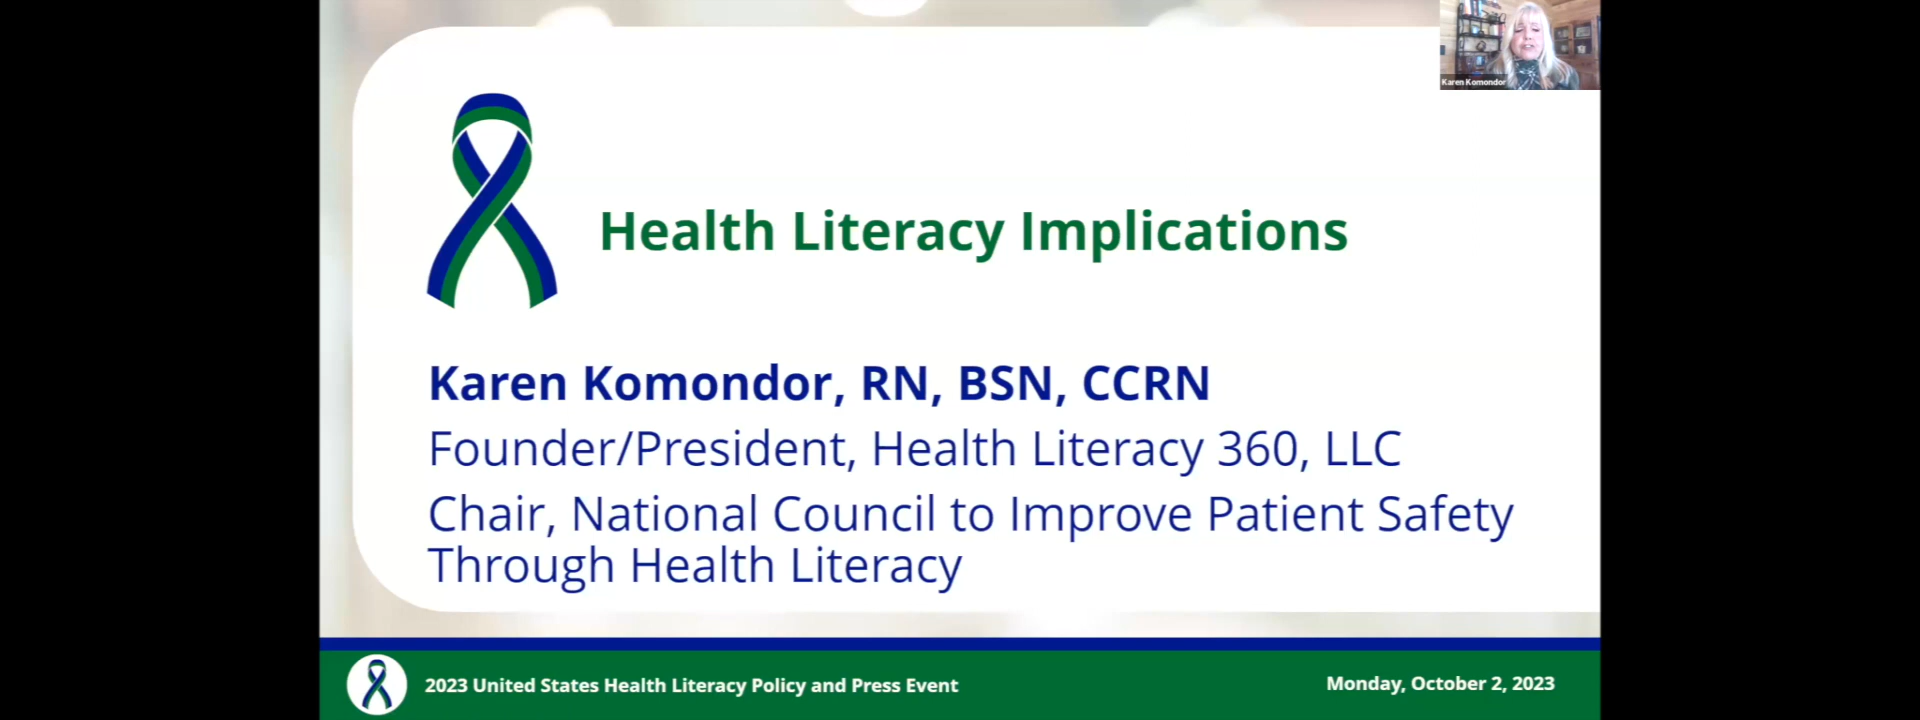 Karen Komondor
Health Literacy Implications
Karen Komondor, RN, BSN, CCRN
Founder/President, Health Literacy 360, LLC
Chair, National Council to Improve Patient Safety
Through Health Literacy
2023 United States Health Literacy Policy and Press Event
Monday, October 2, 2023